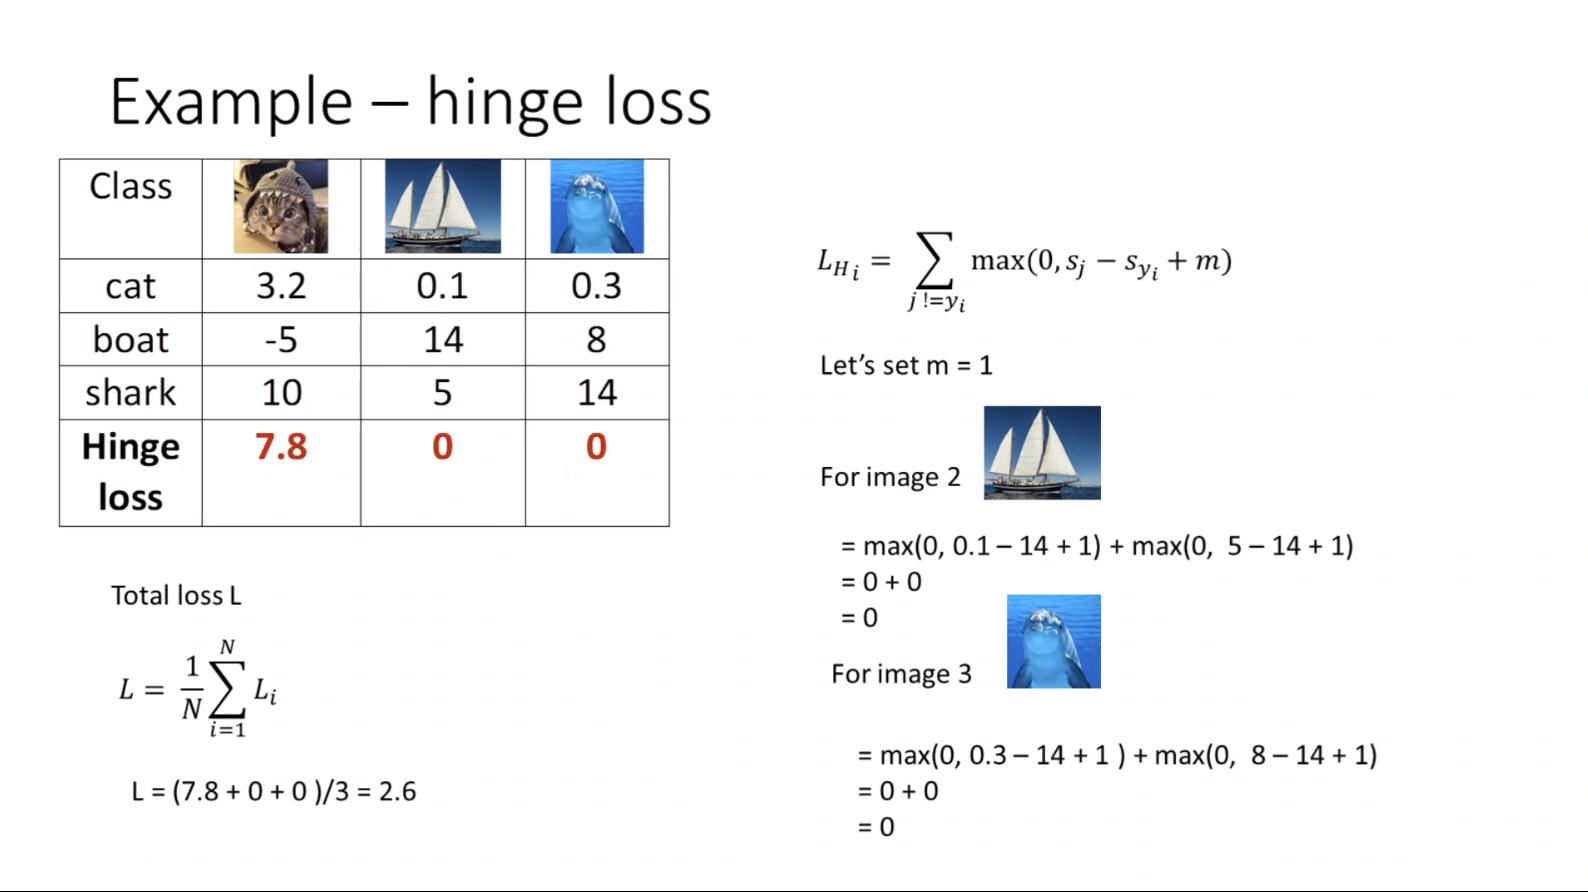 Example – hinge loss
Class
cat 3.2 0.1 0.3
boat -5 14 8
shark 10 5 14
Hinge loss 7.8 0 0
Total loss L
L = \frac{1}{N} \sum_{i=1}^{N} L_i
L = (7.8 + 0 + 0 )/3 = 2.6
L_{H_i} = \sum_{j != y_i} max(0, s_j − s_{y_i} + m)
Let’s set m = 1
For image 2
= max(0, 0.1 – 14 + 1) + max(0, 5 – 14 + 1)
= 0 + 0
= 0
For image 3
= max(0, 0.3 – 14 + 1 ) + max(0, 8 – 14 + 1)
= 0 + 0
= 0